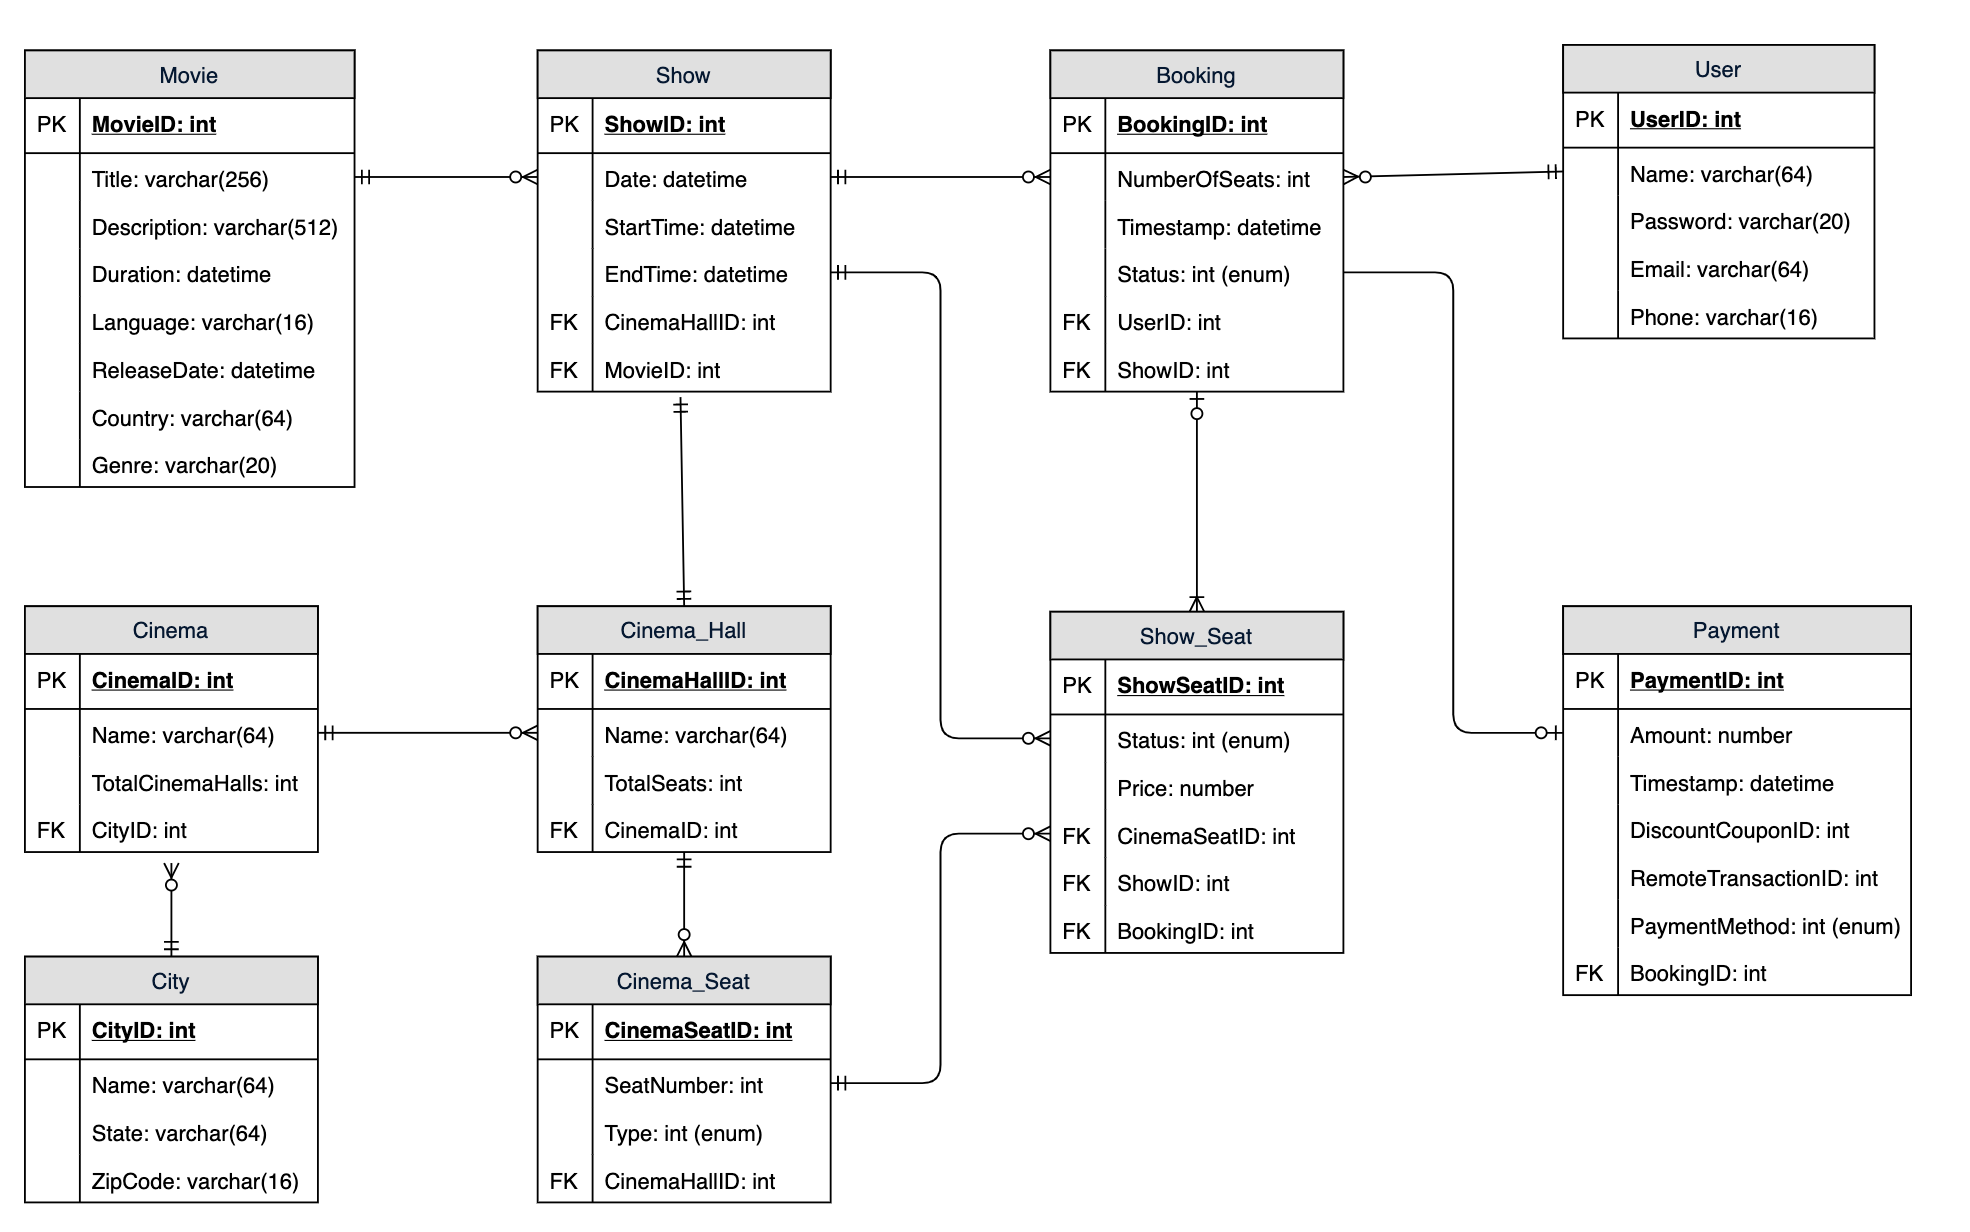 Movie
PK MovieID: int
Title: varchar(256)
Description: varchar(512)
Duration: datetime
Language: varchar(16)
ReleaseDate: datetime
Country: varchar(64)
Genre: varchar(20)
Show
PK ShowID: int
Date: datetime
StartTime: datetime
EndTime: datetime
FK CinemaHallID: int
FK MovieID: int
Booking
PK BookingID: int
NumberOfSeats: int
Timestamp: datetime
Status: int (enum)
FK UserID: int
FK ShowID: int
User
PK UserID: int
Name: varchar(64)
Password: varchar(20)
Email: varchar(64)
Phone: varchar(16)
Cinema
PK CinemaID: int
Name: varchar(64)
TotalCinemaHalls: int
FK CityID: int
Cinema_Hall
PK CinemaHallID: int
Name: varchar(64)
TotalSeats: int
FK CinemaID: int
Show_Seat
PK ShowSeatID: int
Status: int (enum)
Price: number
FK CinemaSeatID: int
FK ShowID: int
FK BookingID: int
Payment
PK PaymentID: int
Amount: number
Timestamp: datetime
DiscountCouponID: int
RemoteTransactionID: int
PaymentMethod: int (enum)
FK BookingID: int
City
PK CityID: int
Name: varchar(64)
State: varchar(64)
ZipCode: varchar(16)
Cinema_Seat
PK CinemaSeatID: int
SeatNumber: int
Type: int (enum)
FK CinemaHallID: int